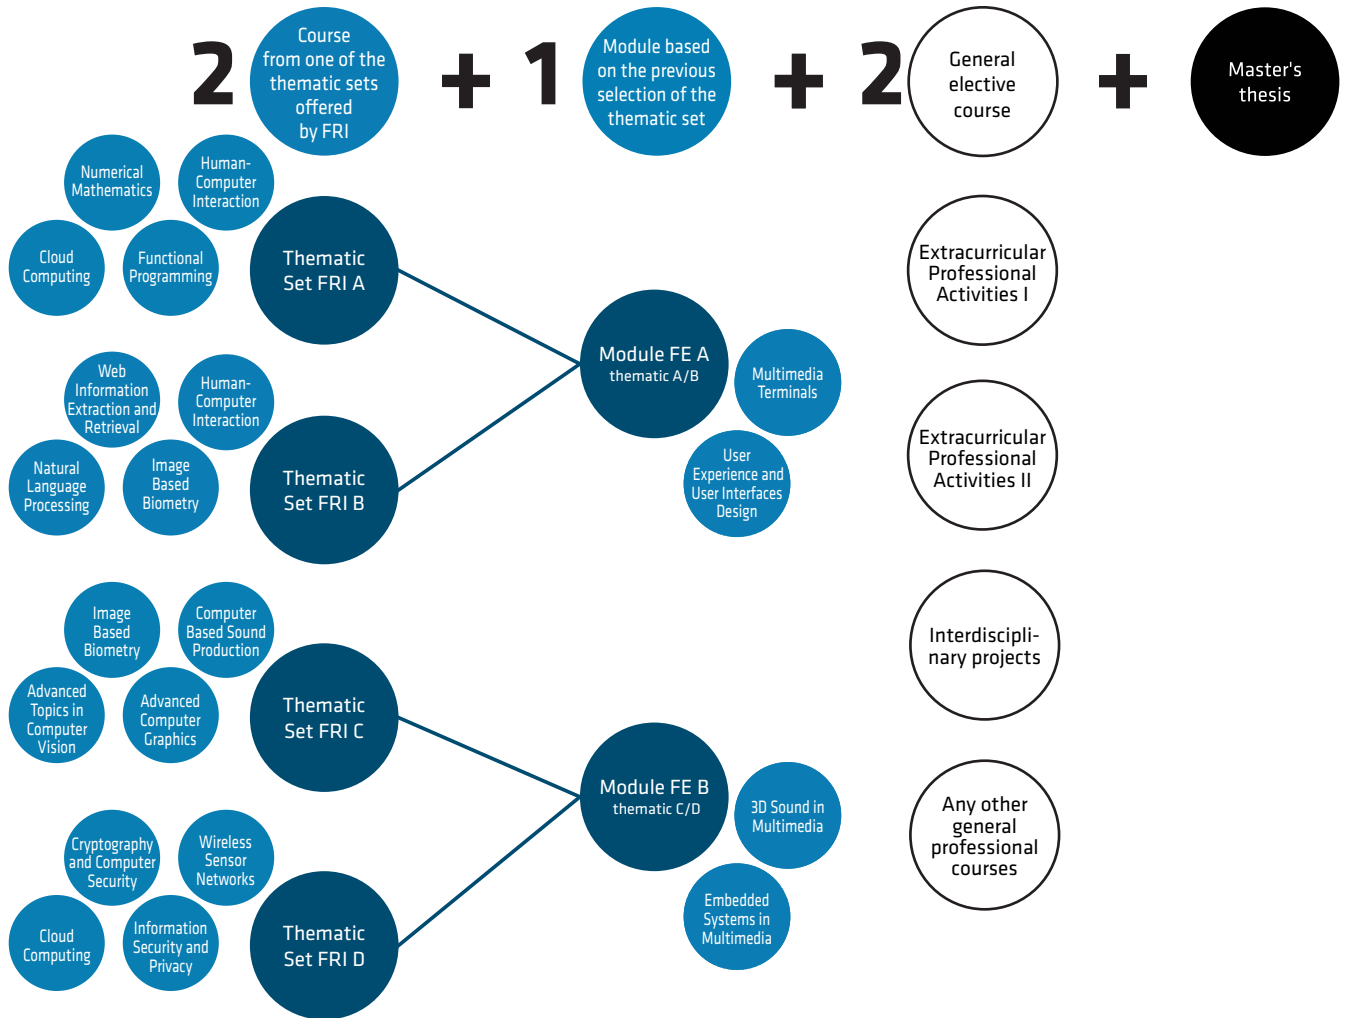 2
Course
from one of the
thematic sets
offered
by FRI
+
1
Module based
on the previous
selection of the
thematic set
+
2
General
elective
course
+
Master's
thesis
Numerical
Mathematics
Human-
Computer
Interaction
Cloud
Computing
Functional
Programming
Thematic
Set FRI A
Web
Information
Extraction and
Retrieval
Human-
Computer
Interaction
Natural
Language
Processing
Image
Based
Biometry
Thematic
Set FRI B
Module FE A
thematic A/B
Multimedia
Terminals
User
Experience and
User Interfaces
Design
Image
Based
Biometry
Computer
Based Sound
Production
Advanced
Topics in
Computer
Vision
Advanced
Computer
Graphics
Thematic
Set FRI C
Cryptography
and Computer
Security
Wireless
Sensor
Networks
Cloud
Computing
Information
Security and
Privacy
Thematic
Set FRI D
Module FE B
thematic C/D
3D Sound in
Multimedia
Embedded
Systems in
Multimedia
Extracurricular
Professional
Activities I
Extracurricular
Professional
Activities II
Interdiscipli-
nary projects
Any other
general
professional
courses